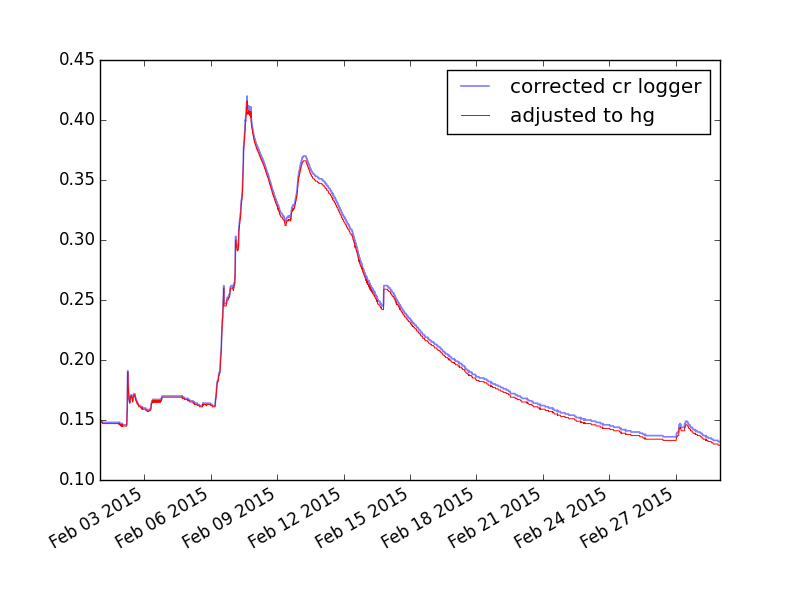 0.45
corrected cr logger
adjusted to hg
0.40
0.35
0.30
0.25
0.20
0.15
0.10
Feb 03 2015
Feb 06 2015
Feb 09 2015
Feb 12 2015
Feb 15 2015
Feb 18 2015
Feb 21 2015
Feb 24 2015
Feb 27 2015